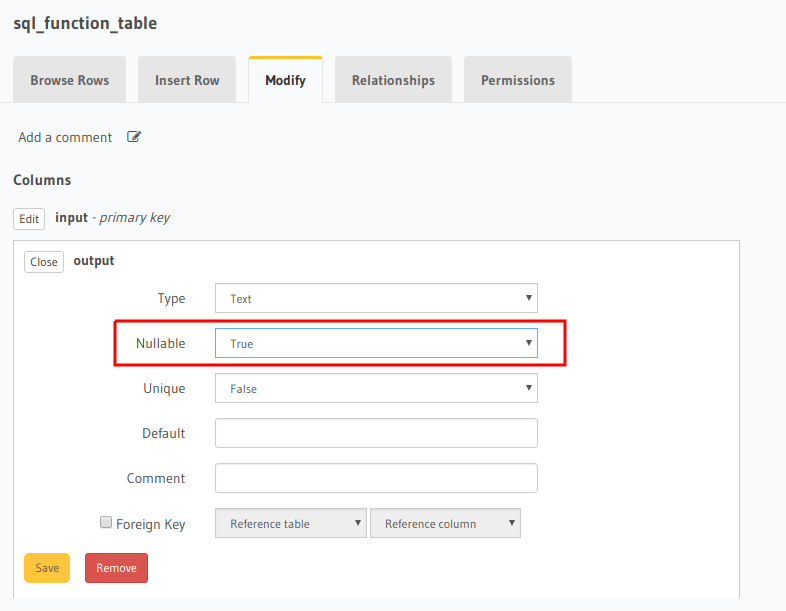 sql_function_table
Browse Rows Insert Row Modify Relationships Permissions
Add a comment
Columns
Edit input - primary key
Close output
Type Text
Nullable True
Unique False
Default
Comment
Foreign Key Reference table Reference column
Save Remove